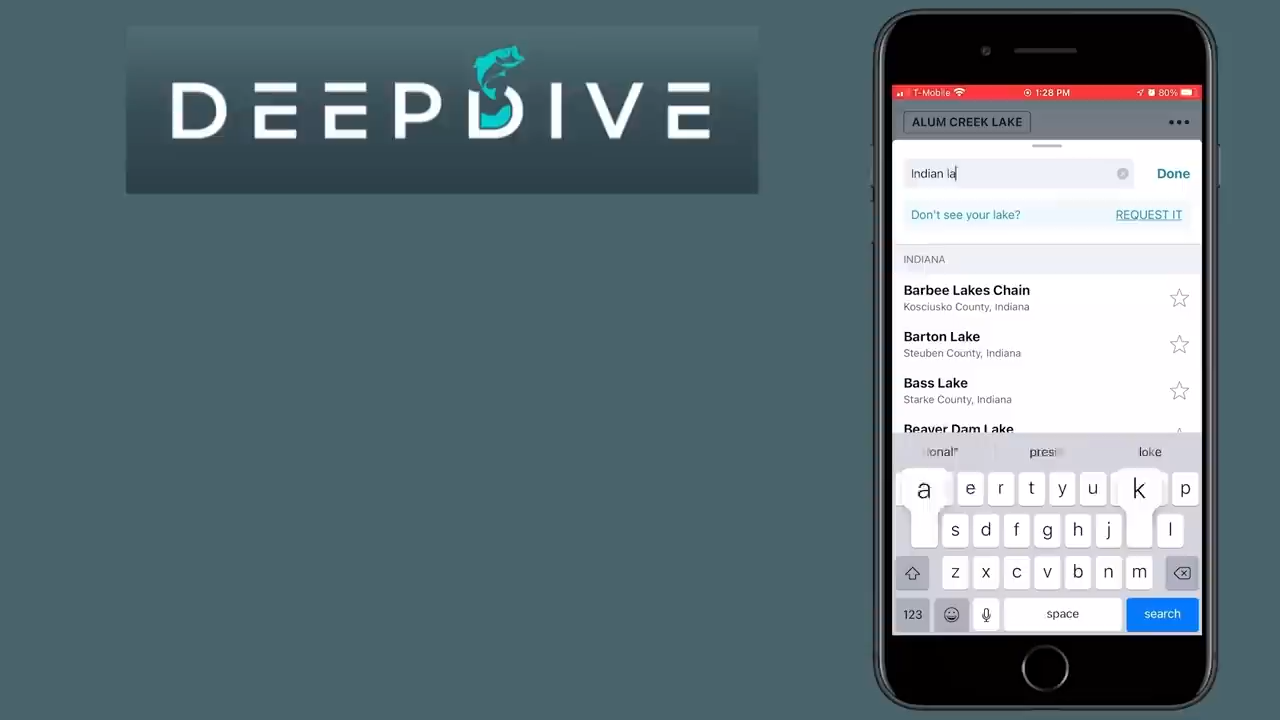 DEEPDIVE
T-Mobile 1:28 PM 80%
ALUM CREEK LAKE
Indian la Done
Don't see your lake? REQUEST IT
INDIANA
Barbee Lakes Chain
Kosciusko County, Indiana
Barton Lake
Steuben County, Indiana
Bass Lake
Starke County, Indiana
Beaver Dam Lake
loke
a e r t y u k p
s d f g h j l
z x c v b n m
123 space search